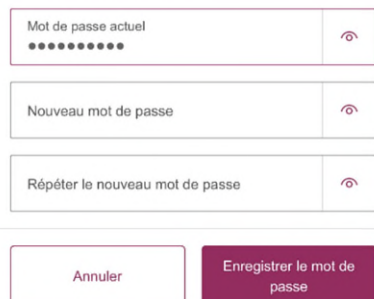 Mot de passe actuel
●●●●●●●●●●
Nouveau mot de passe
Répéter le nouveau mot de passe
Annuler
Enregistrer le mot de
passe